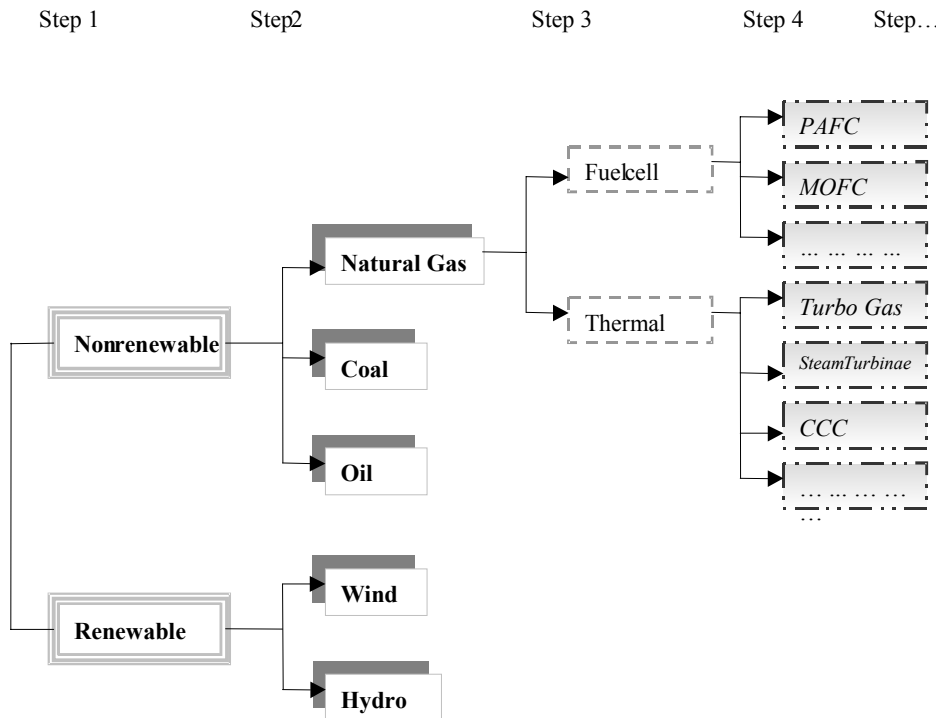 Step 1 Step2 Step 3 Step 4 Step…
PAFC
Fuelcell
MOFC
… … … …
Natural Gas
Thermal
Turbo Gas
Nonrenewable
Coal
SteamTurbinae
CCC
Oil
… … … …
…
Wind
Renewable
Hydro